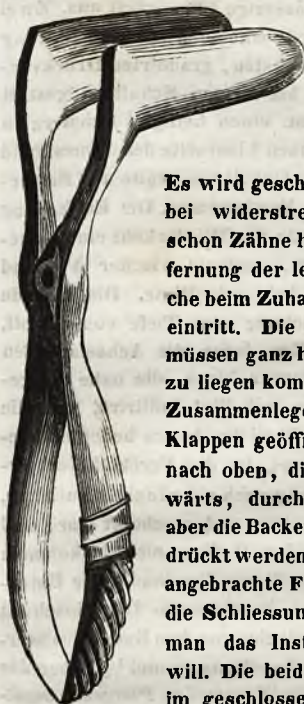 Es wird gesch
bei widerstre
schon Zähne h
fernung der le
che beim Zuha
eintritt. Die
müssen ganz h
zu liegen kom
Zusammenlege
Klappen geöffn
nach oben, di
wärts, durch
aber die Backe
drückt werden
angebrachte F
die Schliessun
man das Inst
will. Die beid
im geschlosse